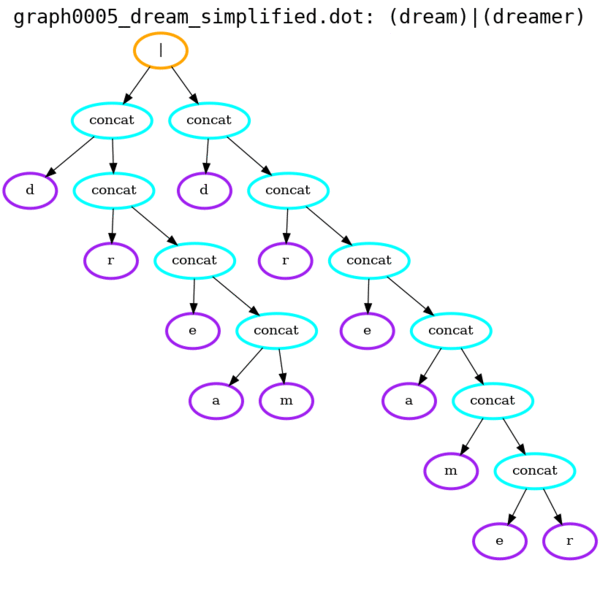 graph0005_dream_simplified.dot: (dream)|(dreamer)
|
concat concat
d concat d concat
r concat r concat
e concat e concat
a m a concat
m concat
e r